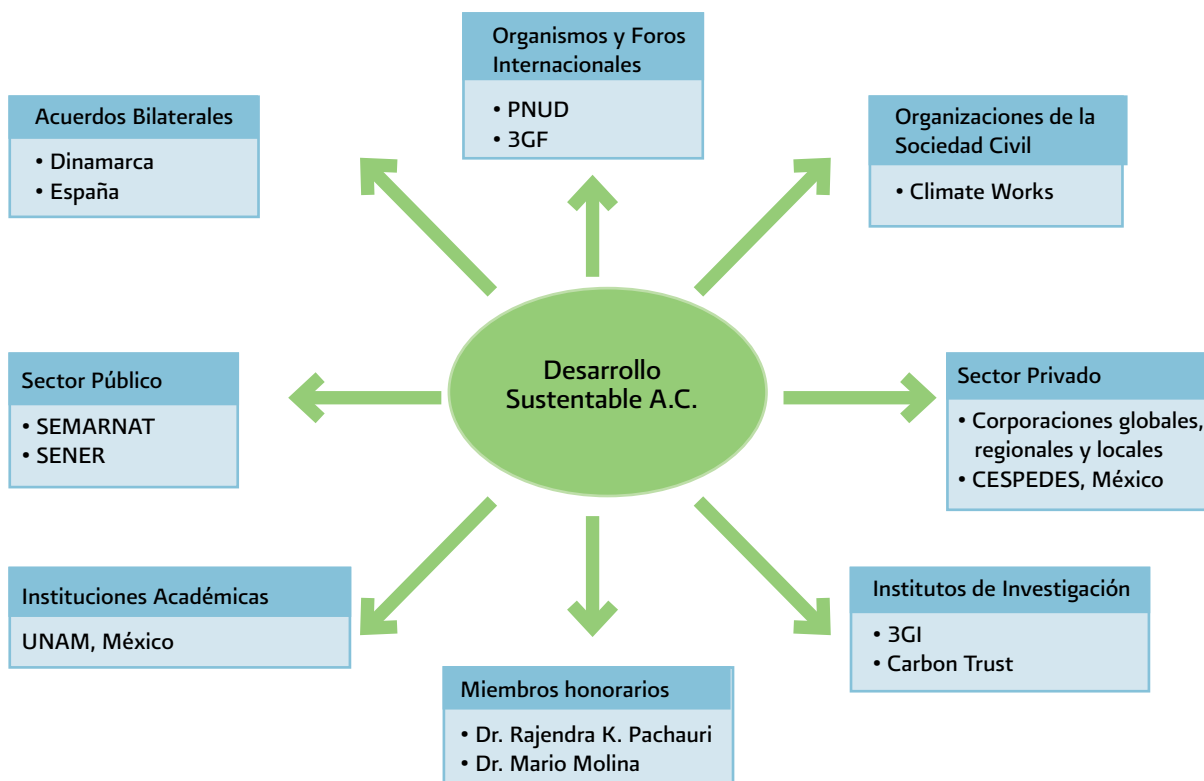 Organismos y Foros
Internacionales
• PNUD
• 3GF
Acuerdos Bilaterales
• Dinamarca
• España
Organizaciones de la
Sociedad Civil
• Climate Works
Desarrollo
Sustentable A.C.
Sector Público
• SEMARNAT
• SENER
Sector Privado
• Corporaciones globales,
regionales y locales
• CESPEDES, México
Instituciones Académicas
UNAM, México
Institutos de Investigación
• 3GI
• Carbon Trust
Miembros honorarios
• Dr. Rajendra K. Pachauri
• Dr. Mario Molina